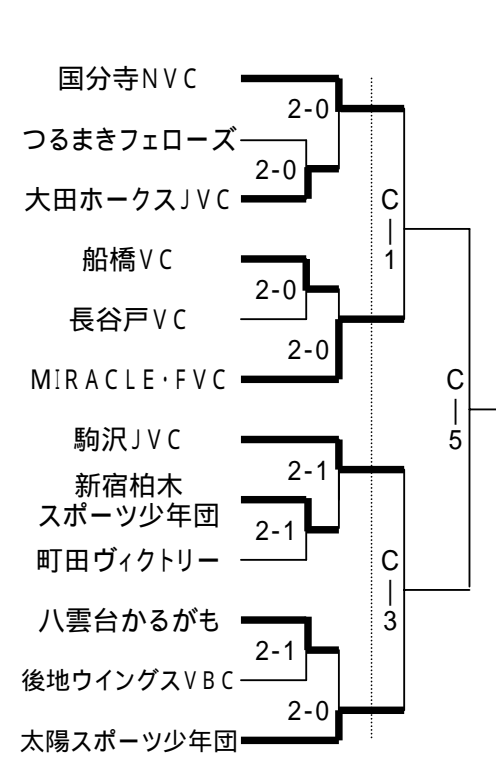 国分寺NVC
2-0
つるまきフェローズ
2-0
大田ホークスJVC
C|1
船橋VC
2-0
長谷戸VC
2-0
MIRACLE・FVC
C|5
駒沢JVC
2-1
新宿柏木
スポーツ少年団
2-1
町田ヴィクトリー
C|3
八雲台かるがも
2-1
後地ウイングスVBC
2-0
太陽スポーツ少年団